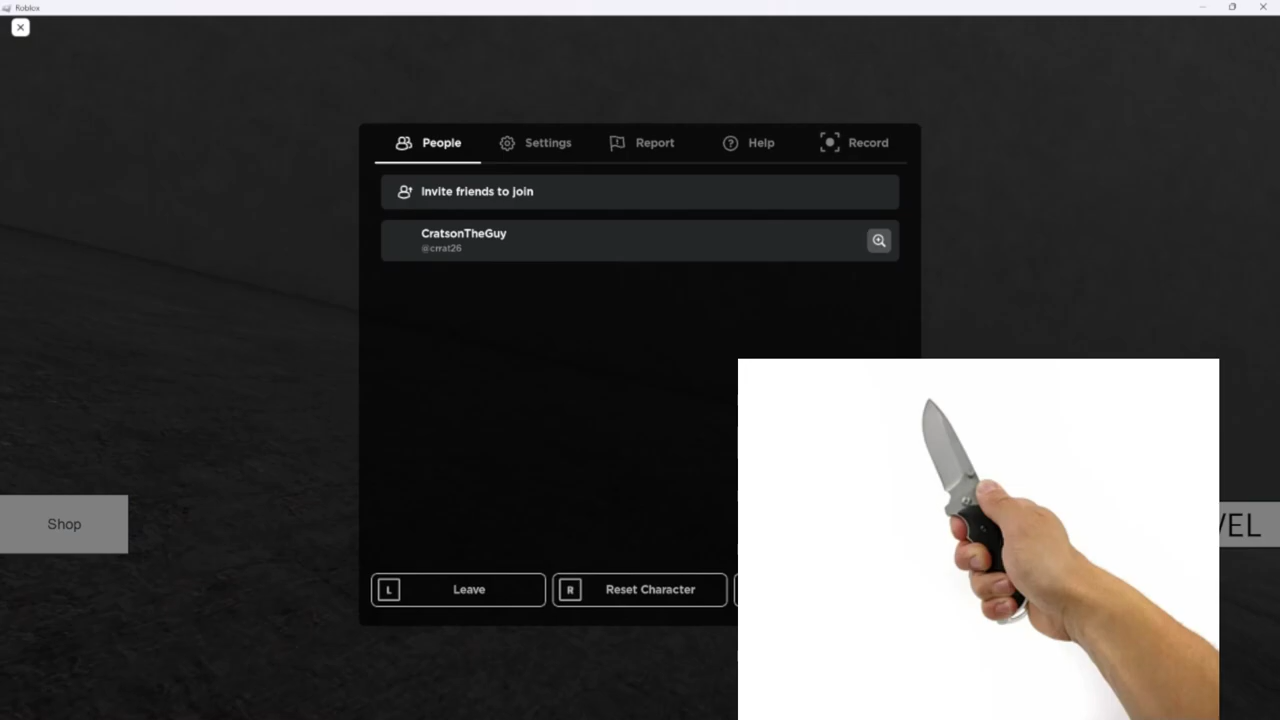 Roblox
People
Settings
Report
Help
Record
Invite friends to join
CratsonTheGuy
@crrat26
Shop
VEL
L
Leave
R
Reset Character